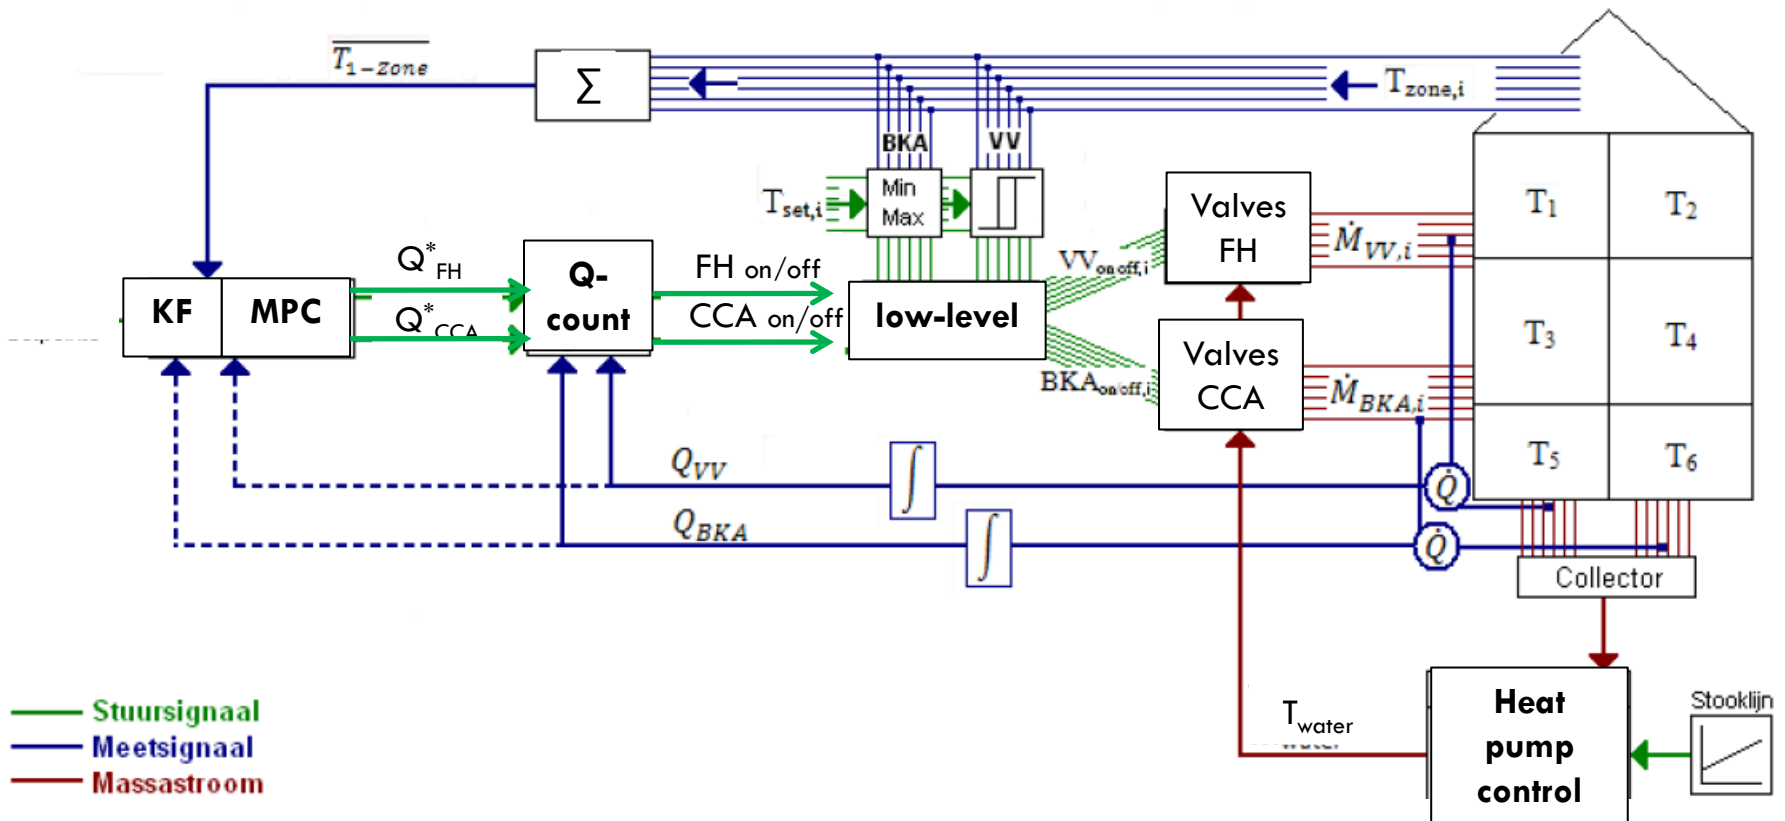 T1-Zone
∑
Tzone,i
BKA
VV
Tset,i
Min
Max
Valves
FH
ṀVV,i
T1
T2
Q*FH
Q*CCA
KF
MPC
Q-
count
FH on/off
CCA on/off
low-level
VVon/off,i
BKAon/off,i
Valves
CCA
ṀBKA,i
T3
T4
T5
T6
QVV
∫
Q̇
QBKA
∫
Q̇
Collector
Twater
Heat
pump
control
Stooklijn
Stuursignaal
Meetsignaal
Massastroom